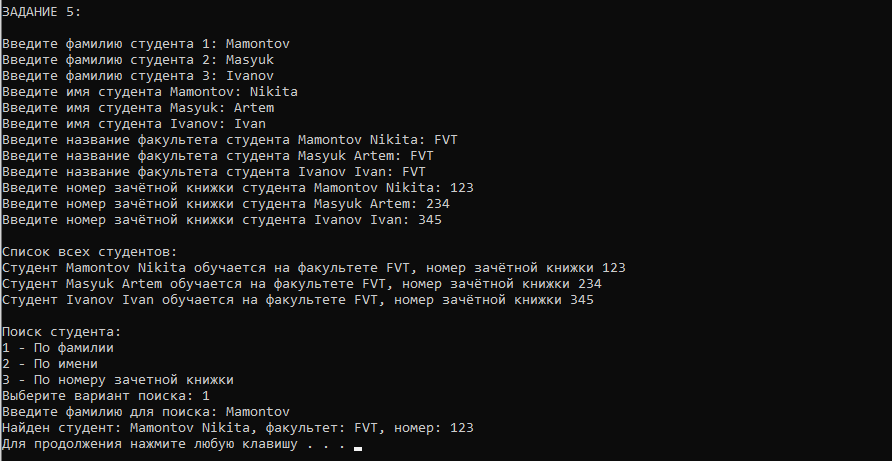 ЗАДАНИЕ 5:
Введите фамилию студента 1: Mamontov
Введите фамилию студента 2: Masyuk
Введите фамилию студента 3: Ivanov
Введите имя студента Mamontov: Nikita
Введите имя студента Masyuk: Artem
Введите имя студента Ivanov: Ivan
Введите название факультета студента Mamontov Nikita: FVT
Введите название факультета студента Masyuk Artem: FVT
Введите название факультета студента Ivanov Ivan: FVT
Введите номер зачётной книжки студента Mamontov Nikita: 123
Введите номер зачётной книжки студента Masyuk Artem: 234
Введите номер зачётной книжки студента Ivanov Ivan: 345
Список всех студентов:
Студент Mamontov Nikita обучается на факультете FVT, номер зачётной книжки 123
Студент Masyuk Artem обучается на факультете FVT, номер зачётной книжки 234
Студент Ivanov Ivan обучается на факультете FVT, номер зачётной книжки 345
Поиск студента:
1 - По фамилии
2 - По имени
3 - По номеру зачетной книжки
Выберите вариант поиска: 1
Введите фамилию для поиска: Mamontov
Найден студент: Mamontov Nikita, факультет: FVT, номер: 123
Для продолжения нажмите любую клавишу . . .